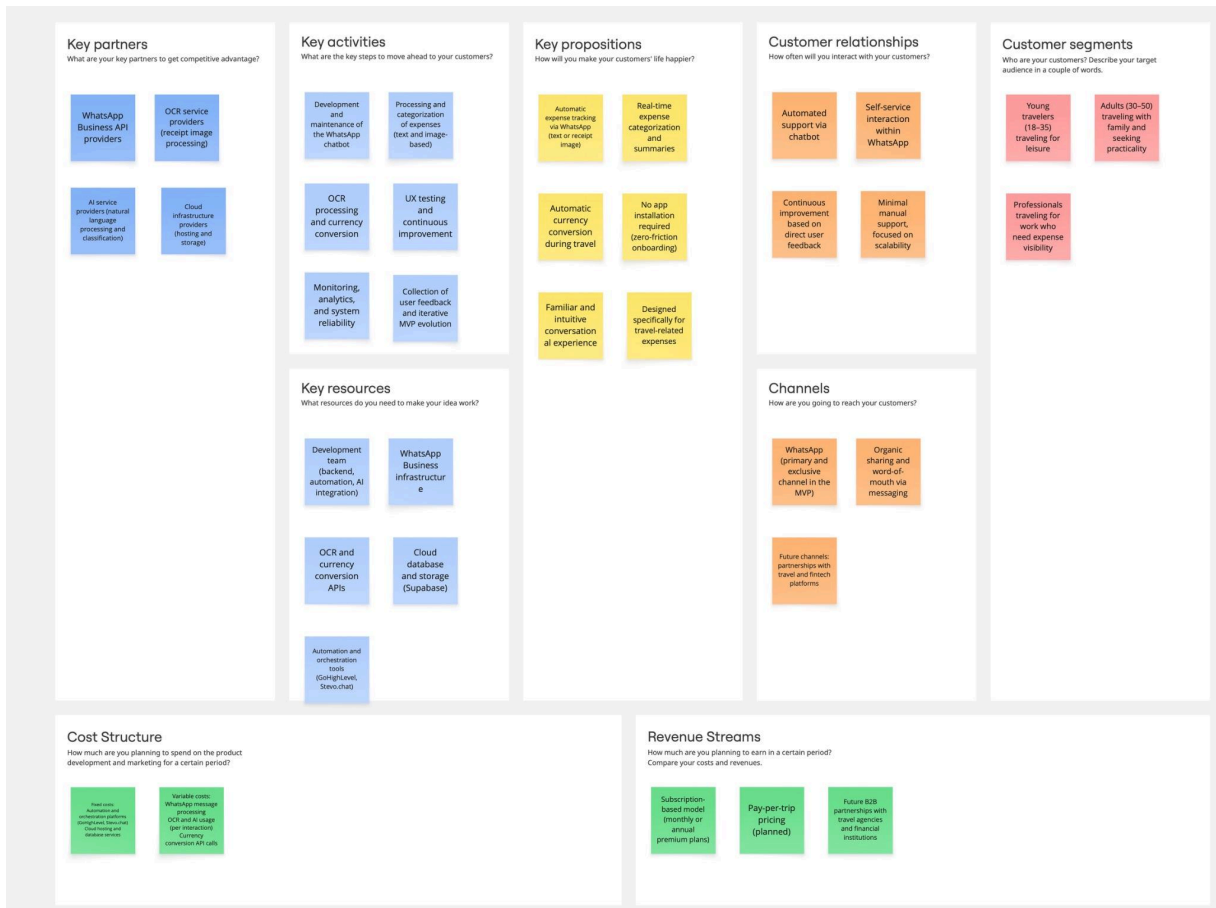 Key partners
What are your key partners to get competitive advantage?
WhatsApp
Business API
providers
OCR service
providers
(receipt image
processing)
AI service
providers (natural
language
processing and
classification)
Cloud
infrastructure
providers
(hosting and
storage)
Key activities
What are the key steps to move ahead to your customers?
Development
and
maintenance of
the WhatsApp
chatbot
Processing and
categorization
of expenses
(text and image-
based)
OCR
processing
and currency
conversion
UX testing
and
continuous
improvement
Monitoring,
analytics,
and system
reliability
Collection of
user feedback
and iterative
MVP evolution
Key resources
What resources do you need to make your idea work?
Development
team
(backend,
automation, AI
integration)
WhatsApp
Business
infrastructur
e
OCR and
currency
conversion
APIs
Cloud
database
and storage
(Supabase)
Automation and
orchestration
tools
(GoHighLevel,
Stevo.chat)
Key propositions
How will you make your customers' life happier?
Automatic
expense tracking
via WhatsApp
(text or receipt
image)
Real-time
expense
categorization
and
summaries
Automatic
currency
conversion
during travel
No app
installation
required
(zero-friction
onboarding)
Familiar and
intuitive
conversation
al experience
Designed
specifically for
travel-related
expenses
Customer relationships
How often will you interact with your customers?
Automated
support via
chatbot
Self-service
interaction
within
WhatsApp
Continuous
improvement
based on
direct user
feedback
Minimal
manual
support,
focused on
scalability
Channels
How are you going to reach your customers?
WhatsApp
(primary and
exclusive
channel in the
MVP)
Organic
sharing and
word-of-
mouth via
messaging
Future channels:
partnerships with
travel and fintech
platforms
Customer segments
Who are your customers? Describe your target
audience in a couple of words.
Young
travelers
(18–35)
traveling for
leisure
Adults (30–50)
traveling with
family and
seeking
practicality
Professionals
traveling for
work who
need expense
visibility
Cost Structure
How much are you planning to spend on the product
development and marketing for a certain period?
Fixed costs:
Automation and
orchestration platforms
(GoHighLevel, Stevo.chat)
Cloud hosting and
database services
Variable costs:
WhatsApp message
processing
OCR and AI usage
(per interaction)
Currency
conversion API calls
Revenue Streams
How much are you planning to earn in a certain period?
Compare your costs and revenues.
Subscription-
based model
(monthly or
annual
premium plans)
Pay-per-trip
pricing
(planned)
Future B2B
partnerships with
travel agencies
and financial
institutions